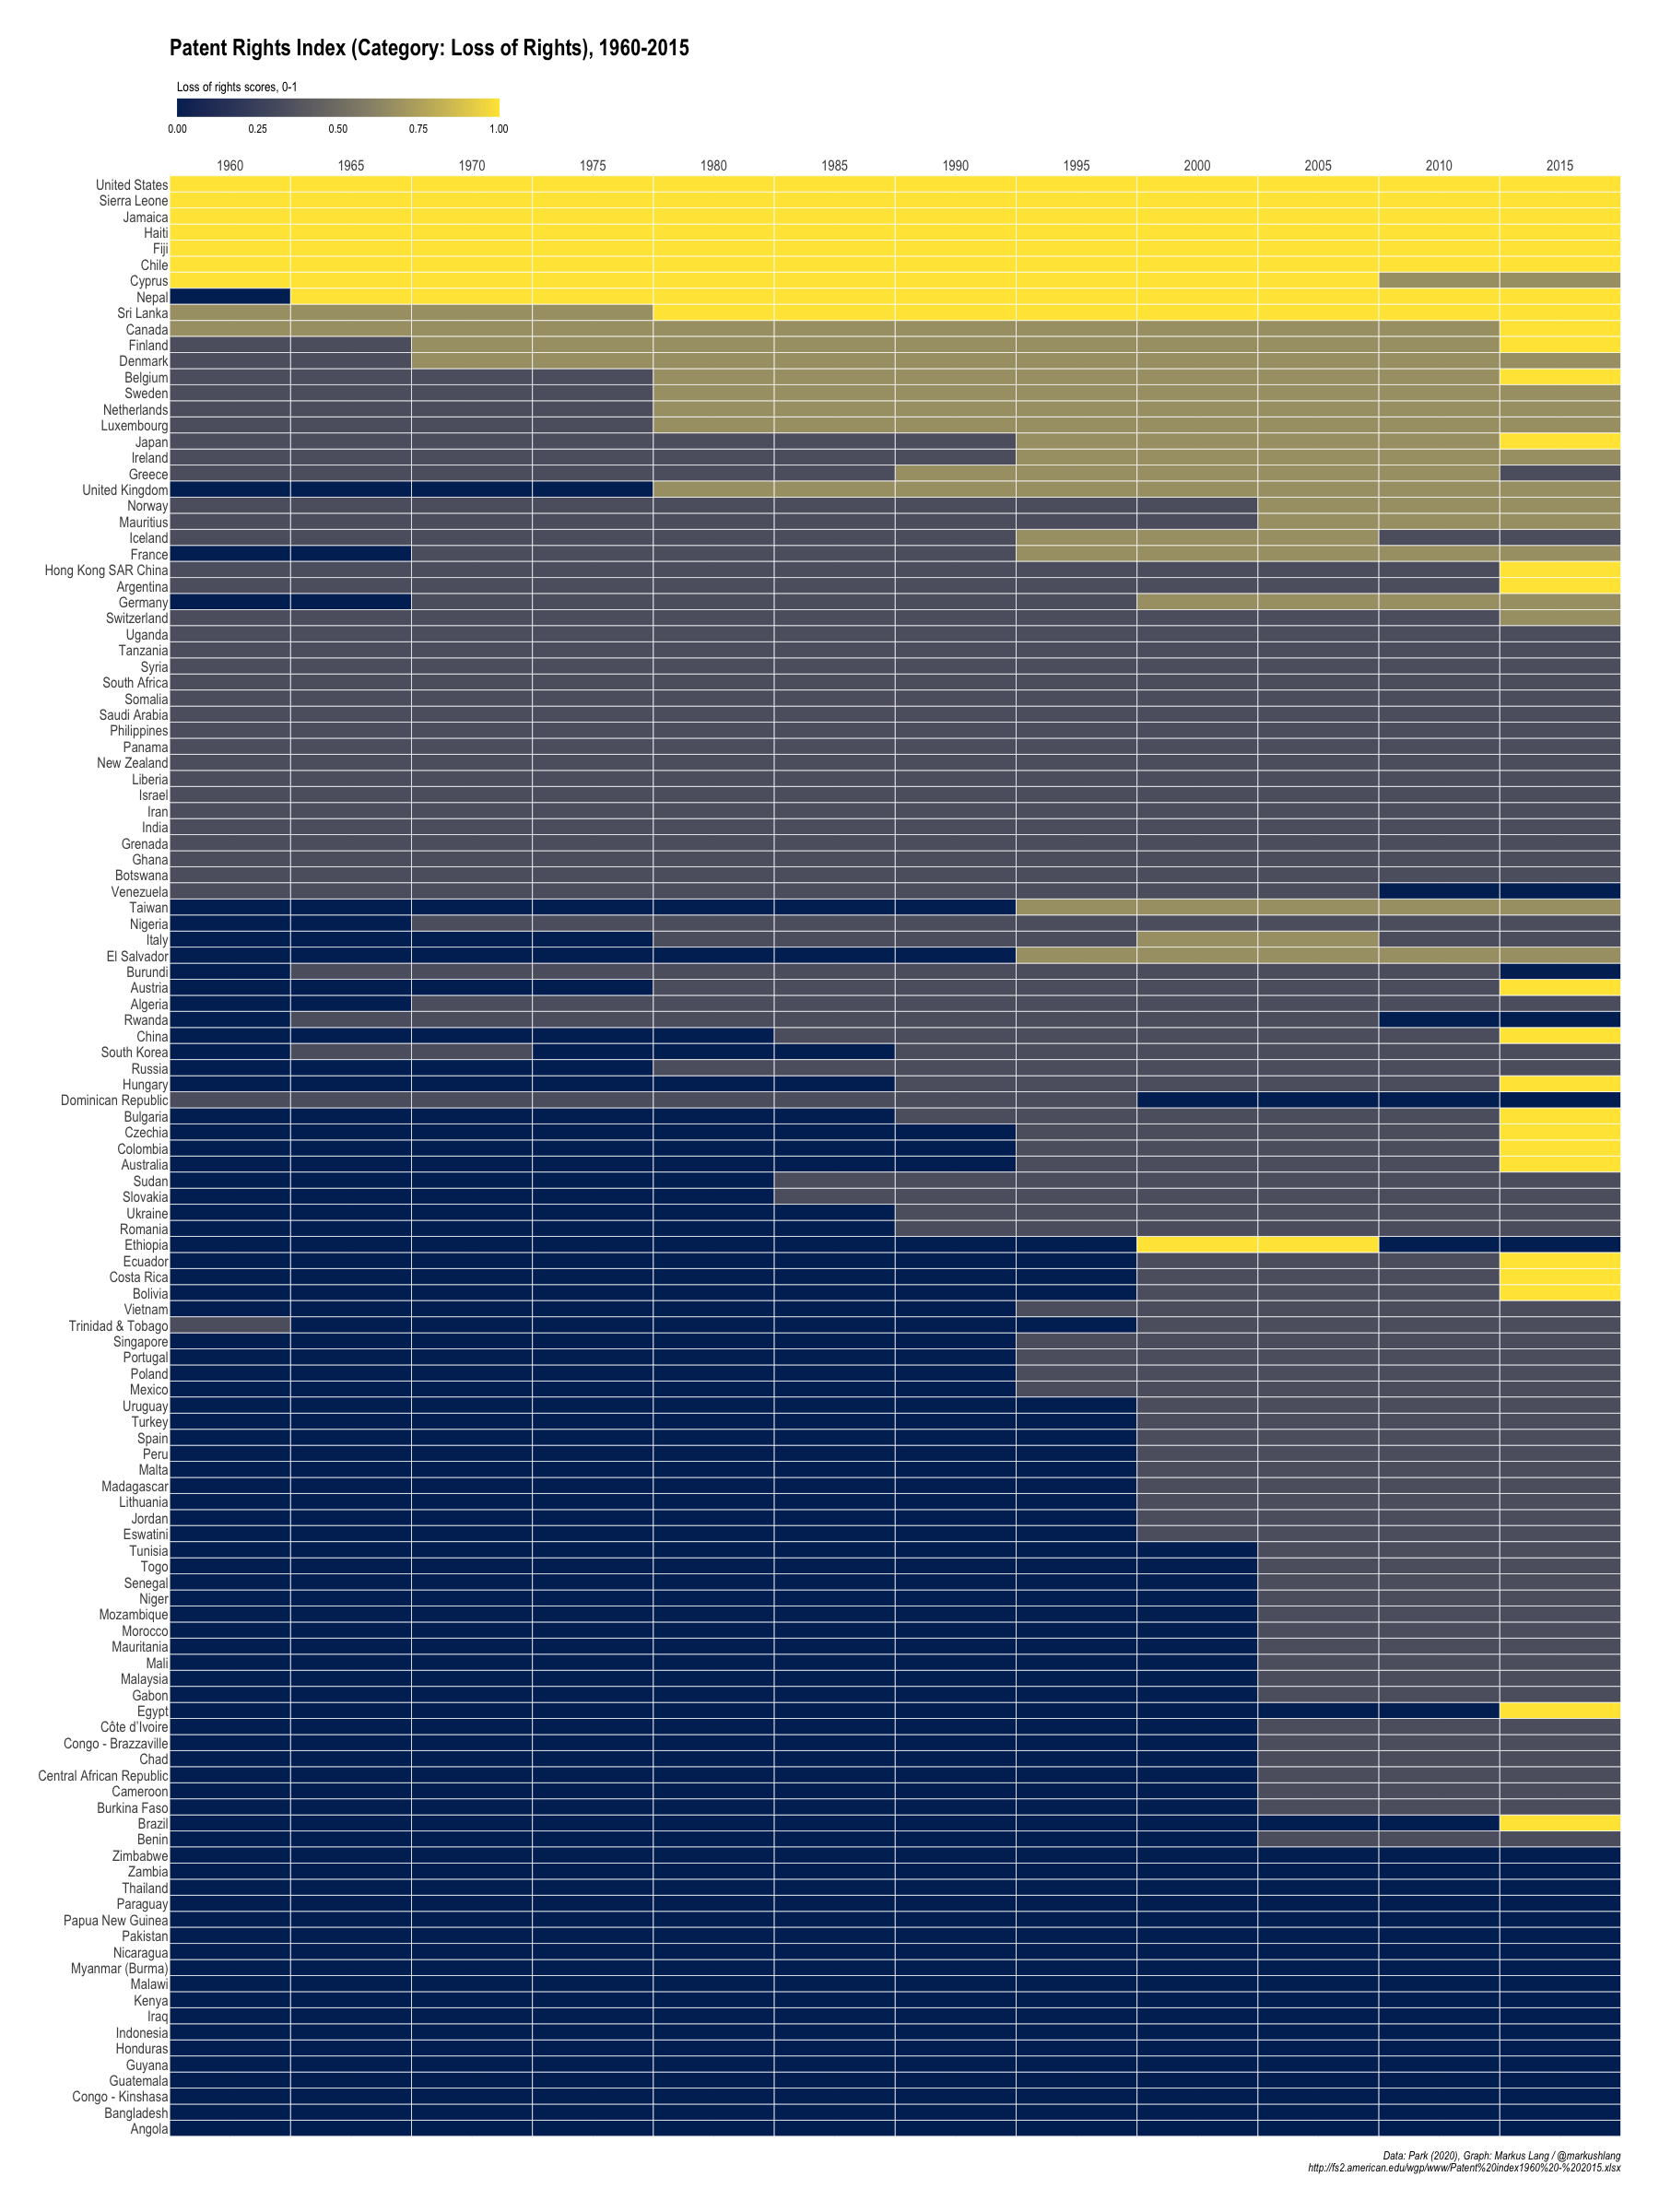 Patent Rights Index (Category: Loss of Rights), 1960-2015
Loss of rights scores, 0-1
0.00 0.25 0.50 0.75 1.00
1960 1965 1970 1975 1980 1985 1990 1995 2000 2005 2010 2015
United States
Sierra Leone
Jamaica
Haiti
Fiji
Chile
Cyprus
Nepal
Sri Lanka
Canada
Finland
Denmark
Belgium
Sweden
Netherlands
Luxembourg
Japan
Ireland
Greece
United Kingdom
Norway
Mauritius
Iceland
France
Hong Kong SAR China
Argentina
Germany
Switzerland
Uganda
Tanzania
Syria
South Africa
Somalia
Saudi Arabia
Philippines
Panama
New Zealand
Liberia
Israel
Iran
India
Grenada
Ghana
Botswana
Venezuela
Taiwan
Nigeria
Italy
El Salvador
Burundi
Austria
Algeria
Rwanda
China
South Korea
Russia
Hungary
Dominican Republic
Bulgaria
Czechia
Colombia
Australia
Sudan
Slovakia
Ukraine
Romania
Ethiopia
Ecuador
Costa Rica
Bolivia
Vietnam
Trinidad & Tobago
Singapore
Portugal
Poland
Mexico
Uruguay
Turkey
Spain
Peru
Malta
Madagascar
Lithuania
Jordan
Eswatini
Tunisia
Togo
Senegal
Niger
Mozambique
Morocco
Mauritania
Mali
Malaysia
Gabon
Egypt
Côte d’Ivoire
Congo - Brazzaville
Chad
Central African Republic
Cameroon
Burkina Faso
Brazil
Benin
Zimbabwe
Zambia
Thailand
Paraguay
Papua New Guinea
Pakistan
Nicaragua
Myanmar (Burma)
Malawi
Kenya
Iraq
Indonesia
Honduras
Guyana
Guatemala
Congo - Kinshasa
Bangladesh
Angola
Data: Park (2020), Graph: Markus Lang / @markushlang
http://fs2.american.edu/wgp/www/Patent%20index1960%20-%202015.xlsx